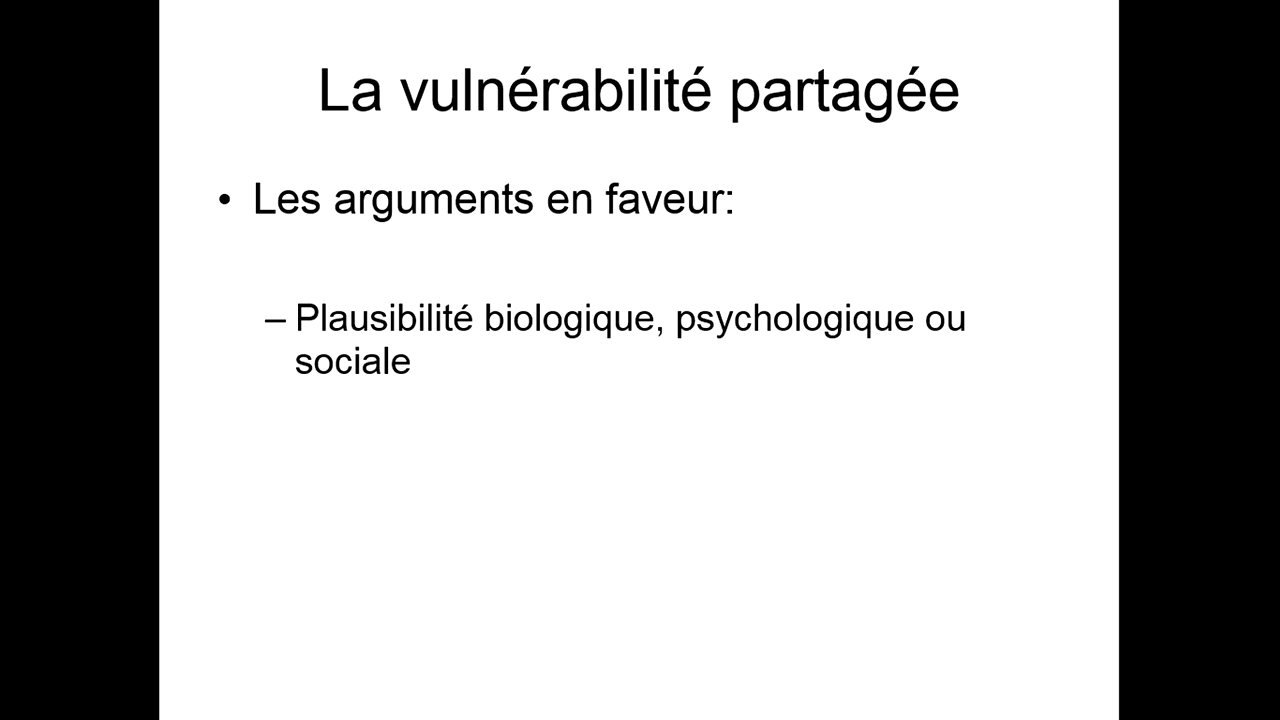 La vulnérabilité partagée
• Les arguments en faveur:
– Plausibilité biologique, psychologique ou
sociale